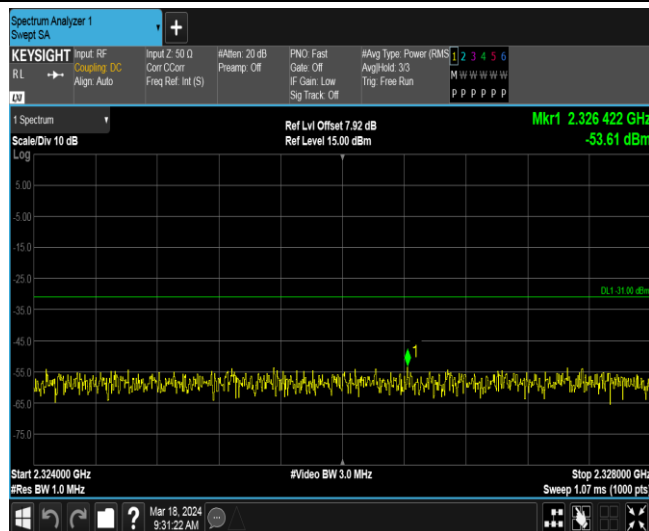 Spectrum Analyzer 1
Swept SA
+
KEYSIGHT
RL
Input: RF
Coupling: DC
Align: Auto
Input Z: 50 Ω
Corr CCorr
Freq Ref: Int (S)
#Atten: 20 dB
Preamp: Off
PNO: Fast
Gate: Off
IF Gain: Low
Sig Track: Off
#Avg Type: Power (RMS
Avg|Hold: 3/3
Trig: Free Run
1 2 3 4 5 6
M W W W W W
P P P P P P
LXI
1 Spectrum
Scale/Div 10 dB
Log
Ref Lvl Offset 7.92 dB
Ref Level 15.00 dBm
Mkr1 2.326 422 GHz
-53.61 dBm
5.00
-5.00
-15.0
-25.0
DL1 -31.00 dBm
-35.0
-45.0
1
-55.0
-65.0
-75.0
Start 2.324000 GHz
#Res BW 1.0 MHz
#Video BW 3.0 MHz
Stop 2.328000 GHz
Sweep 1.07 ms (1000 pts)
?
Mar 18, 2024
9:31:22 AM